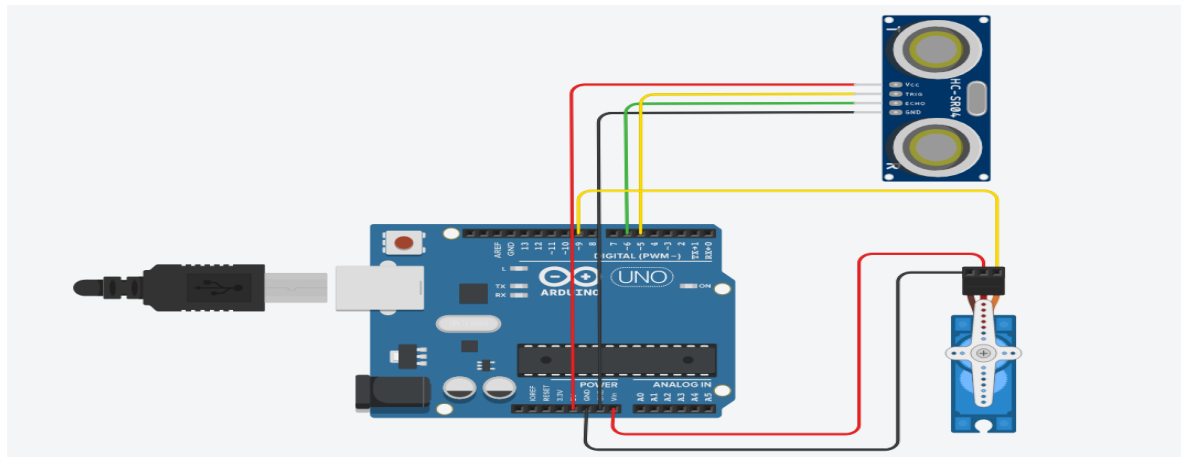 T
VCC
TRIG
ECHO
GND
HC-SR04
R
AREF
GND
13
12
~11
~10
~9
8
7
~6
~5
4
~3
2
TX→1
RX←0
DIGITAL (PWM~)
L
TX
RX
ARDUINO
UNO
ON
POWER
ANALOG IN
IOREF
RESET
3.3V
GND
Vin
A0
A1
A2
A3
A4
A5